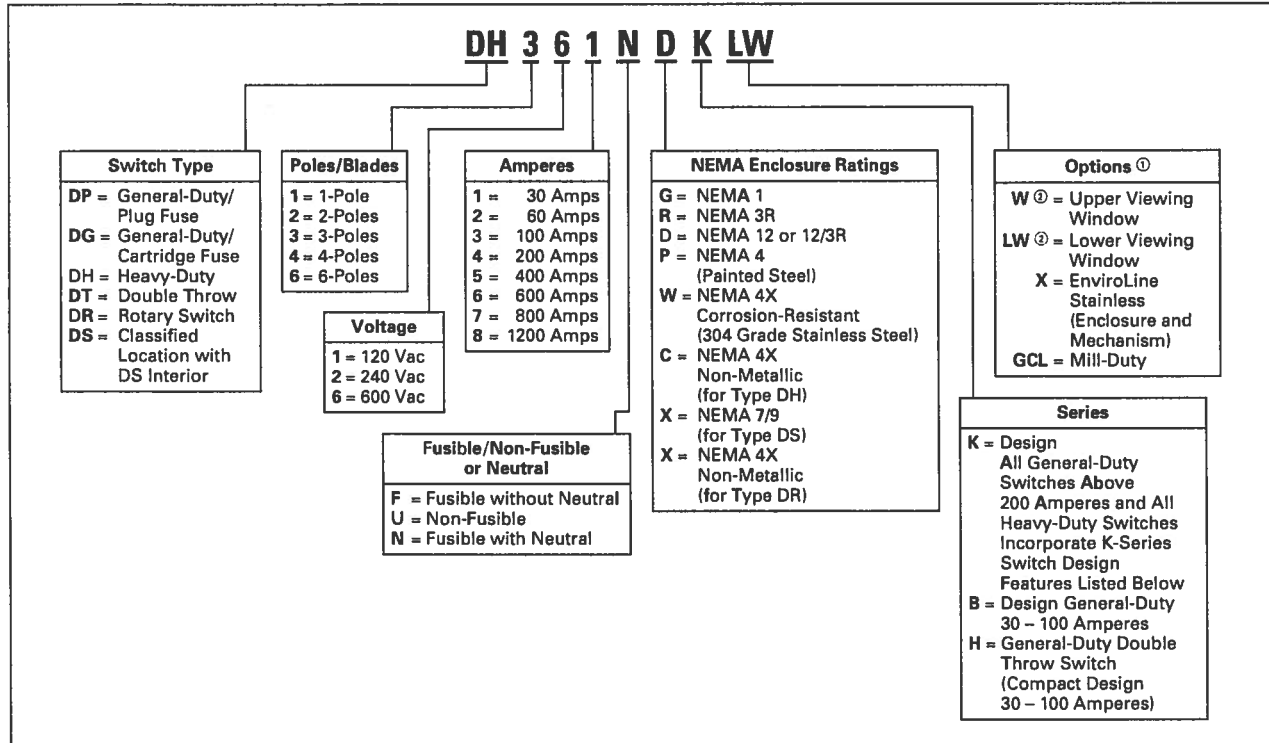 DH 3 6 1 N D K LW
Switch Type
DP = General-Duty/
Plug Fuse
DG = General-Duty/
Cartridge Fuse
DH = Heavy-Duty
DT = Double Throw
DR = Rotary Switch
DS = Classified
Location with
DS Interior
Poles/Blades
1 = 1-Pole
2 = 2-Poles
3 = 3-Poles
4 = 4-Poles
6 = 6-Poles
Voltage
1 = 120 Vac
2 = 240 Vac
6 = 600 Vac
Amperes
1 = 30 Amps
2 = 60 Amps
3 = 100 Amps
4 = 200 Amps
5 = 400 Amps
6 = 600 Amps
7 = 800 Amps
8 = 1200 Amps
Fusible/Non-Fusible
or Neutral
F = Fusible without Neutral
U = Non-Fusible
N = Fusible with Neutral
NEMA Enclosure Ratings
G = NEMA 1
R = NEMA 3R
D = NEMA 12 or 12/3R
P = NEMA 4
(Painted Steel)
W = NEMA 4X
Corrosion-Resistant
(304 Grade Stainless Steel)
C = NEMA 4X
Non-Metallic
(for Type DH)
X = NEMA 7/9
(for Type DS)
X = NEMA 4X
Non-Metallic
(for Type DR)
Options ①
W ② = Upper Viewing
Window
LW ② = Lower Viewing
Window
X = EnviroLine
Stainless
(Enclosure and
Mechanism)
GCL = Mill-Duty
Series
K = Design
All General-Duty
Switches Above
200 Amperes and All
Heavy-Duty Switches
Incorporate K-Series
Switch Design
Features Listed Below
B = Design General-Duty
30 – 100 Amperes
H = General-Duty Double
Throw Switch
(Compact Design
30 – 100 Amperes)